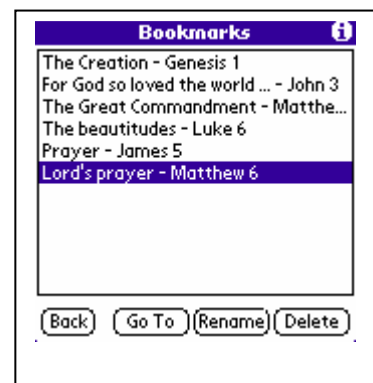 Bookmarks i
The Creation - Genesis 1
For God so loved the world ... - John 3
The Great Commandment - Matthe...
The beautitudes - Luke 6
Prayer - James 5
Lord's prayer - Matthew 6
Back Go To Rename Delete